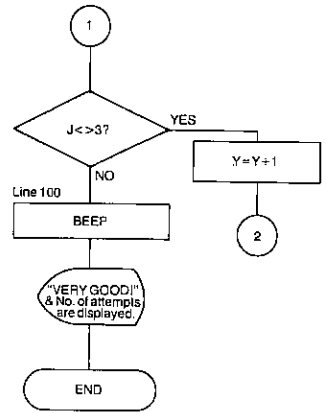 1
J<>3?
YES
Y=Y+1
NO
2
Line 100
BEEP
"VERY GOOD!"
& No. of attempts
are displayed.
END